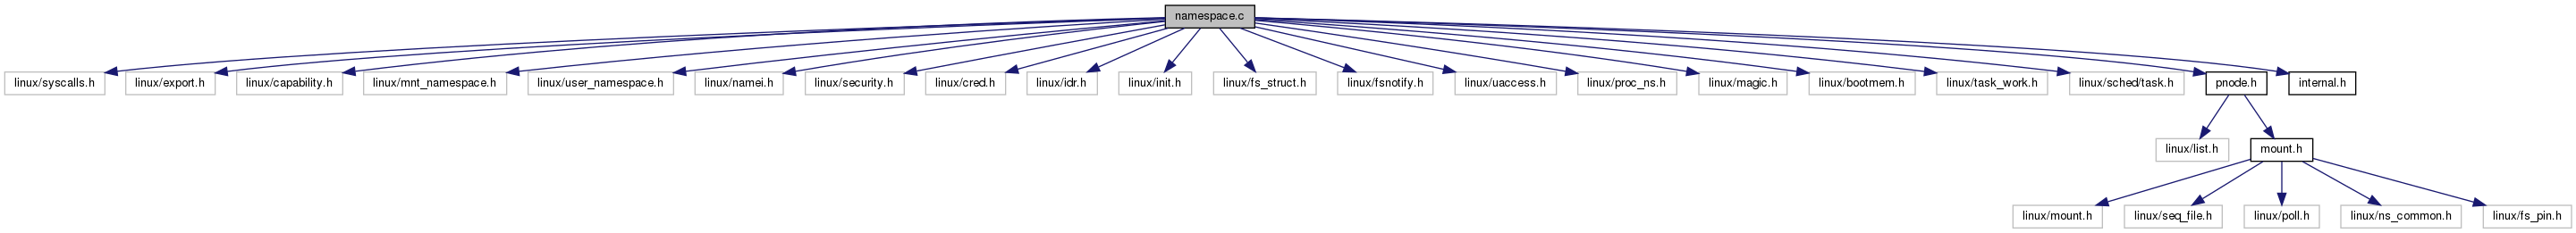 namespace.c
linux/syscalls.h
linux/export.h
linux/capability.h
linux/mnt_namespace.h
linux/user_namespace.h
linux/namei.h
linux/security.h
linux/cred.h
linux/idr.h
linux/init.h
linux/fs_struct.h
linux/fsnotify.h
linux/uaccess.h
linux/proc_ns.h
linux/magic.h
linux/bootmem.h
linux/task_work.h
linux/sched/task.h
pnode.h
internal.h
linux/list.h
mount.h
linux/mount.h
linux/seq_file.h
linux/poll.h
linux/ns_common.h
linux/fs_pin.h